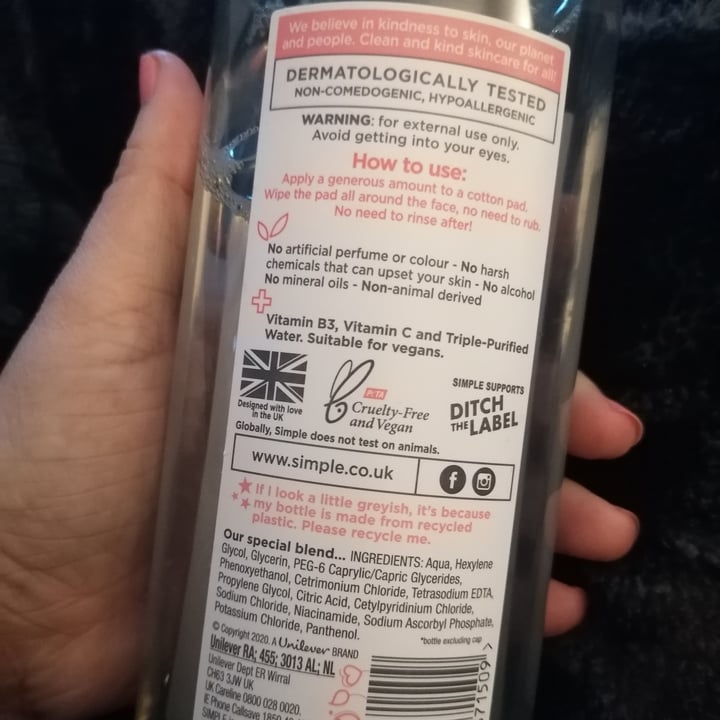 We believe in kindness to skin, our planet
and people. Clean and kind skincare for all!
DERMATOLOGICALLY TESTED
NON-COMEDOGENIC, HYPOALLERGENIC
WARNING: for external use only.
Avoid getting into your eyes.
How to use:
Apply a generous amount to a cotton pad.
Wipe the pad all around the face, no need to rub.
No need to rinse after!
No artificial perfume or colour - No harsh
chemicals that can upset your skin - No alcohol
No mineral oils - Non-animal derived
Vitamin B3, Vitamin C and Triple-Purified
Water. Suitable for vegans.
Designed with love
in the UK
PETA
Cruelty-Free
and Vegan
SIMPLE SUPPORTS
DITCH
THE LABEL
Globally, Simple does not test on animals.
www.simple.co.uk
If I look a little greyish, it's because
my bottle is made from recycled
plastic. Please recycle me.
Our special blend... INGREDIENTS: Aqua, Hexylene
Glycol, Glycerin, PEG-6 Caprylic/Capric Glycerides,
Phenoxyethanol, Cetrimonium Chloride, Tetrasodium EDTA,
Propylene Glycol, Citric Acid, Cetylpyridinium Chloride,
Sodium Chloride, Niacinamide, Sodium Ascorbyl Phosphate,
Potassium Chloride, Panthenol.
*bottle excluding cap
© Copyright 2020. A Unilever BRAND
Unilever RA; 455; 3013 AL; NL
Unilever Dept ER Wirral
CH63 3JW UK
UK Careline 0800 028 0020.
IE Phone Callsave 1850
71509